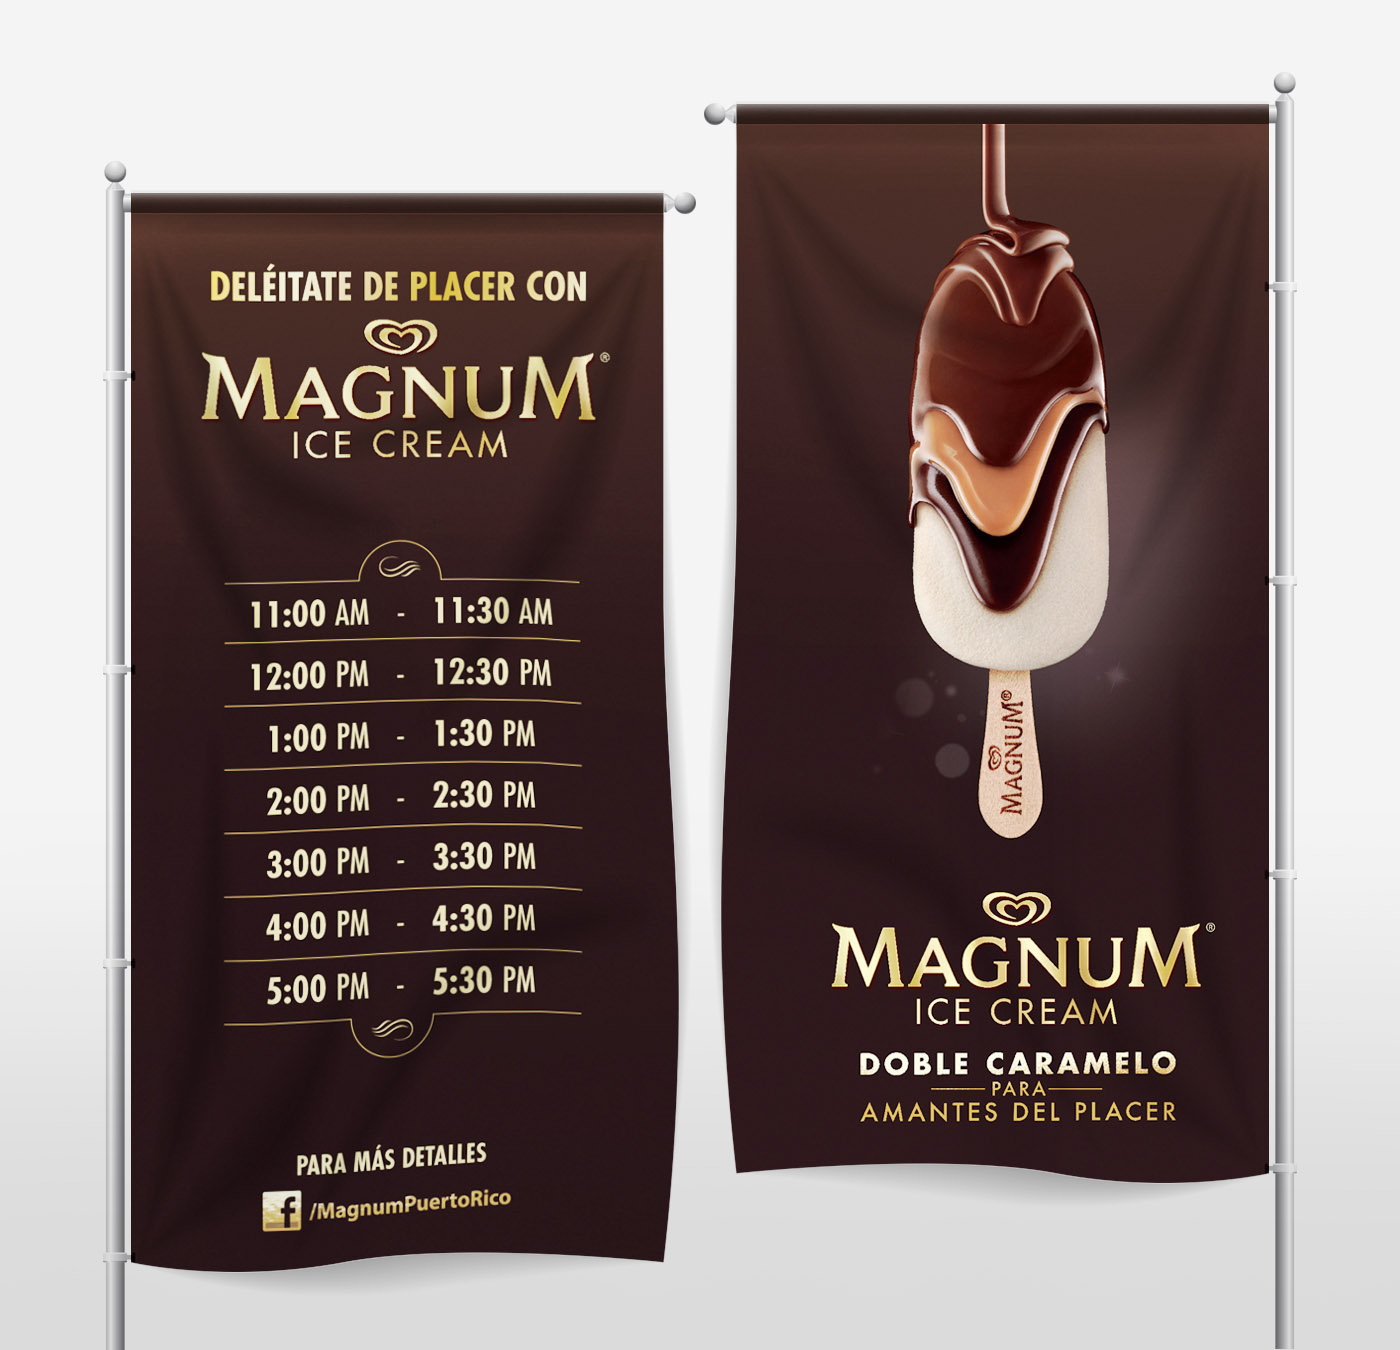 DELÉITATE DE PLACER CON
MAGNUM®
ICE CREAM
11:00 AM - 11:30 AM
12:00 PM - 12:30 PM
1:00 PM - 1:30 PM
2:00 PM - 2:30 PM
3:00 PM - 3:30 PM
4:00 PM - 4:30 PM
5:00 PM - 5:30 PM
PARA MÁS DETALLES
f /MagnumPuertoRico
MAGNUM®
MAGNUM®
ICE CREAM
DOBLE CARAMELO
PARA
AMANTES DEL PLACER